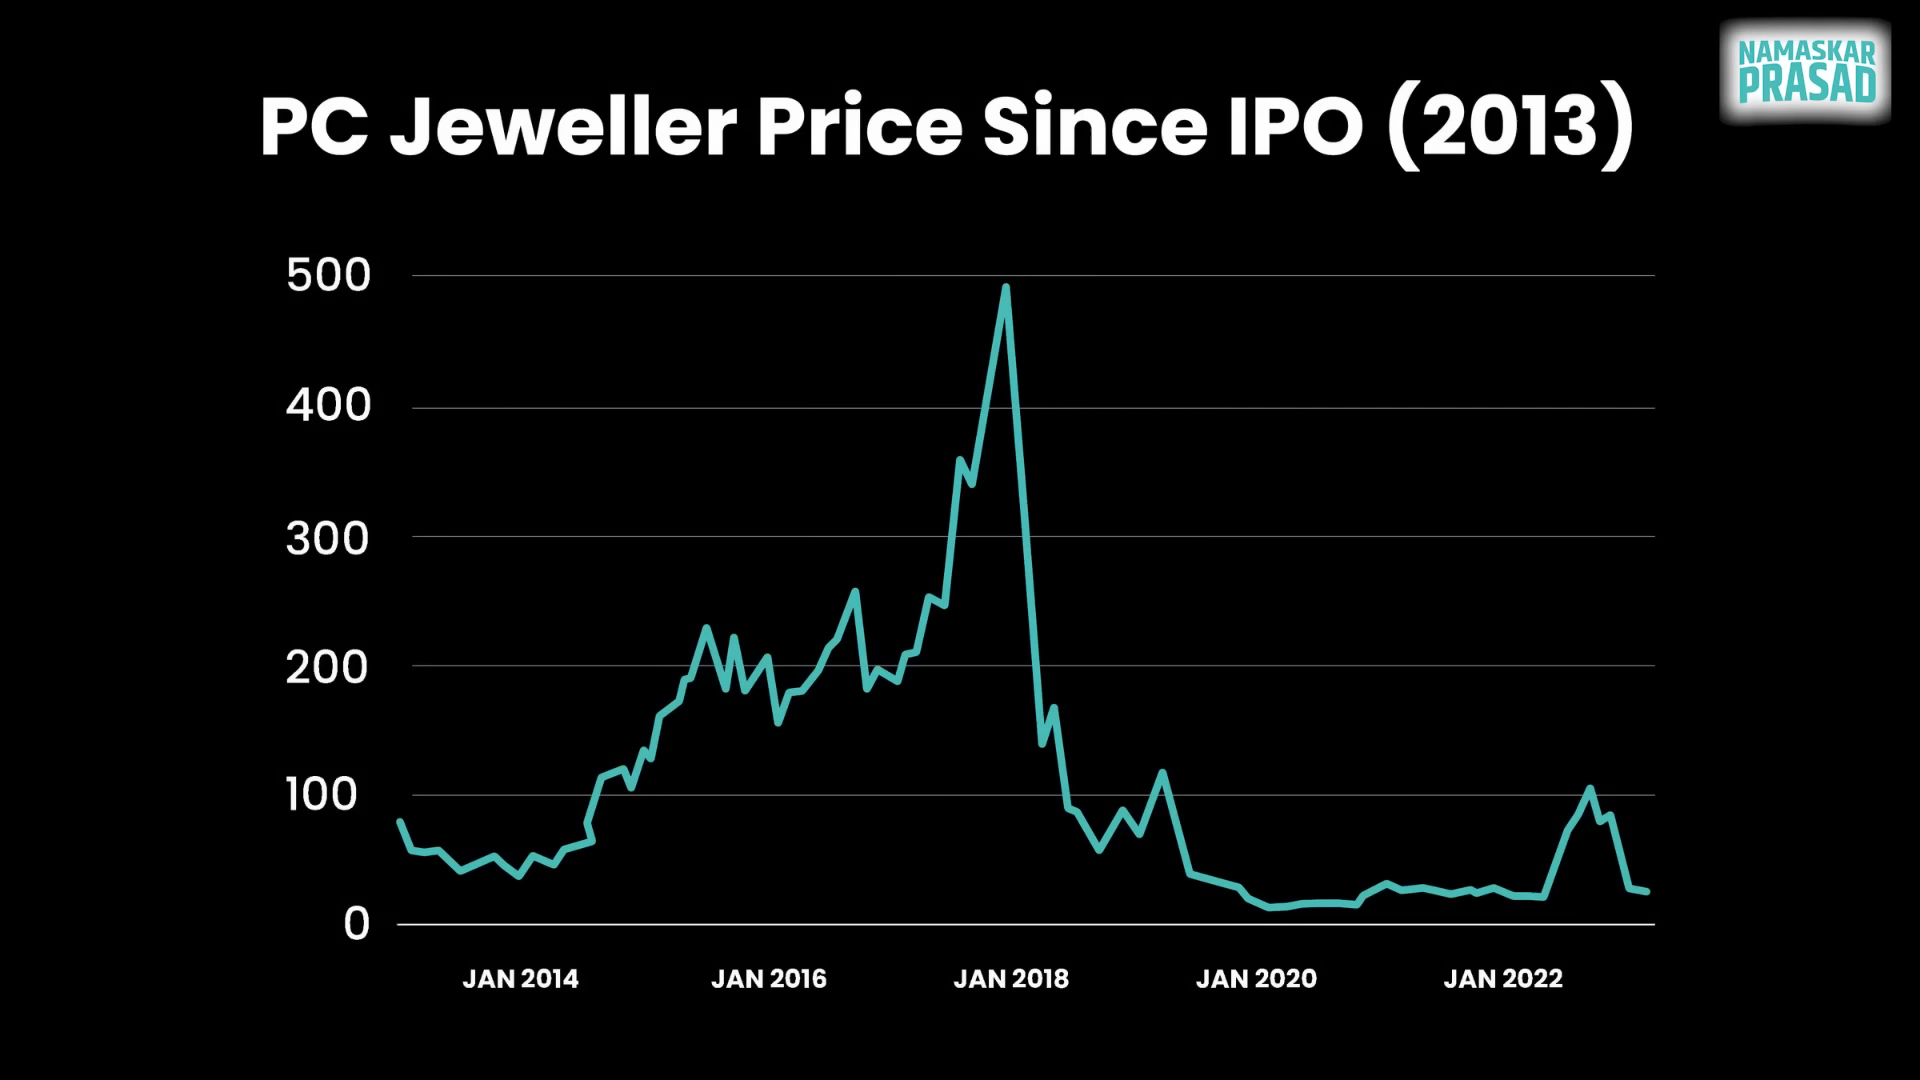 NAMASKAR
PRASAD
PC Jeweller Price Since IPO (2013)
500
400
300
200
100
0
JAN 2014 JAN 2016 JAN 2018 JAN 2020 JAN 2022